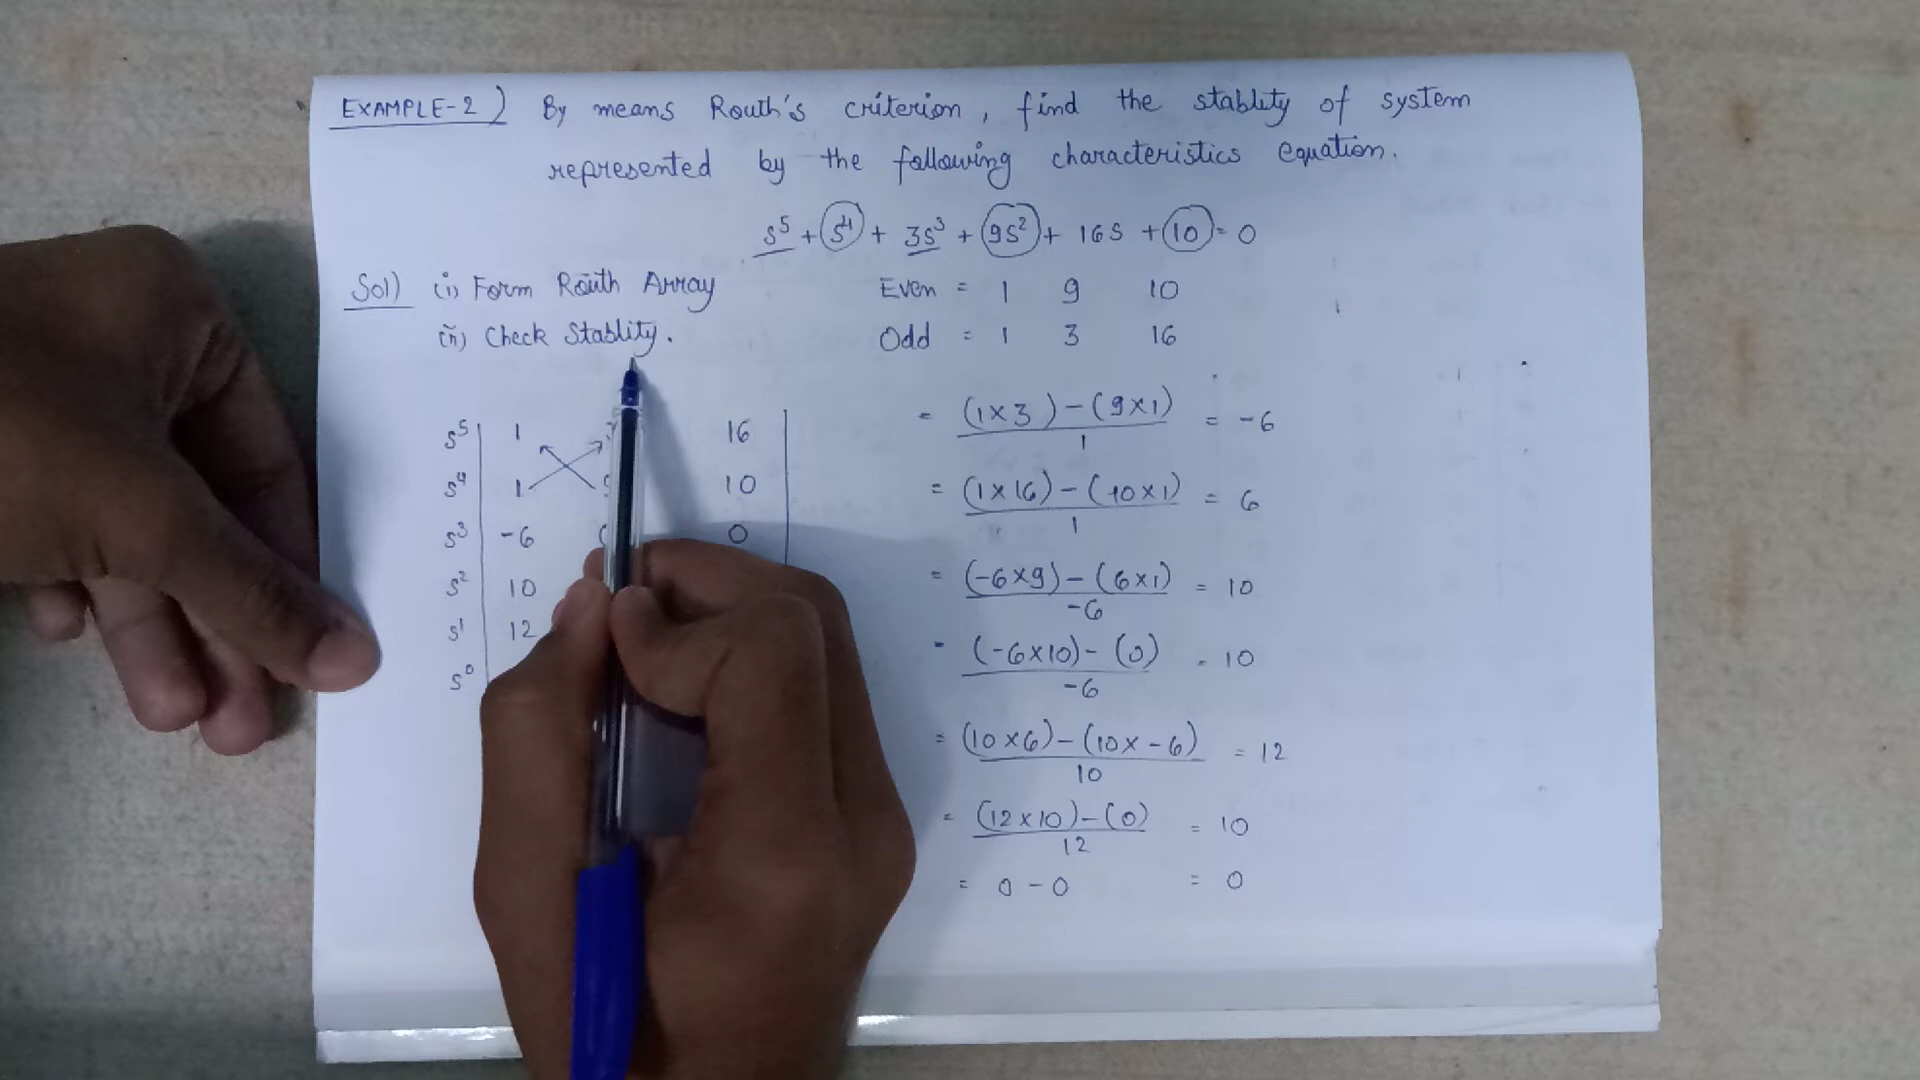 EXAMPLE-2) By means Routh's criterion, find the stablity of system
represented by the following characteristics equation.
s⁵ + s⁴ + 3s³ + 9s² + 16s + 10 = 0
Sol) (i) Form Routh Array
(ii) Check Stablity.
Even = 1 9 10
Odd = 1 3 16
s⁵ 1 16
s⁴ 1 10
s³ -6 0
s² 10
s¹ 12
s⁰
= (1×3) - (9×1) / 1 = -6
= (1×16) - (10×1) / 1 = 6
= (-6×9) - (6×1) / -6 = 10
= (-6×10) - (0) / -6 = 10
= (10×6) - (10× -6) / 10 = 12
= (12×10) - (0) / 12 = 10
= 0 - 0 = 0